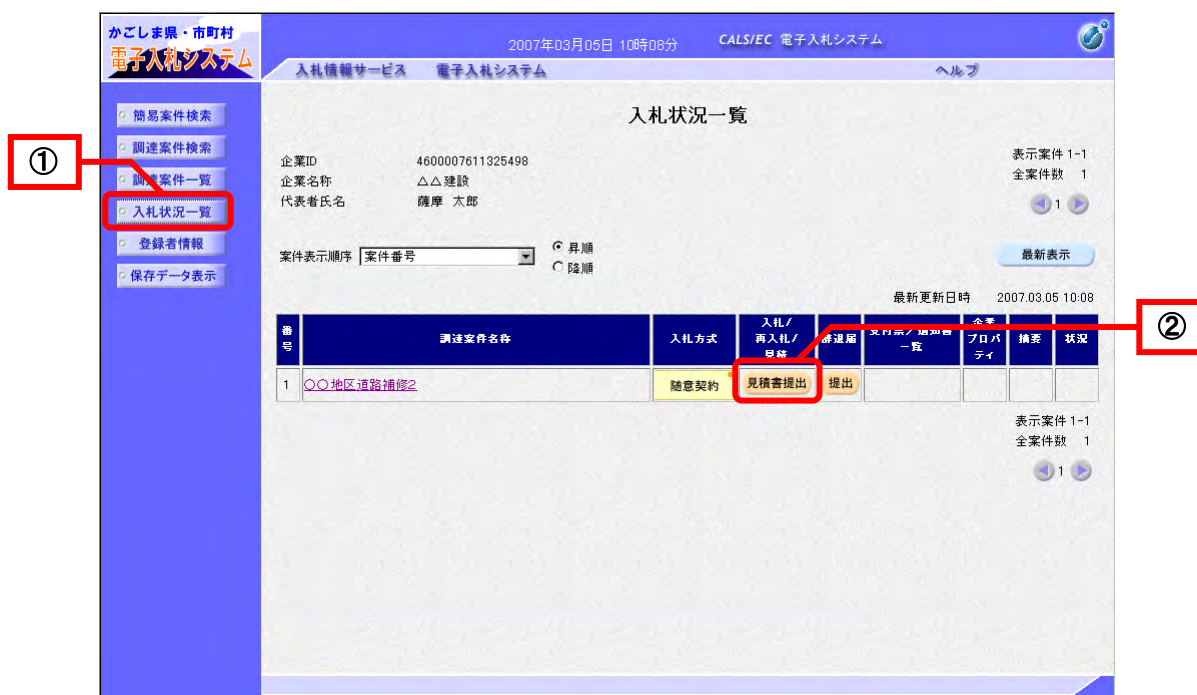 かごしま県・市町村
電子入札システム
2007年03月05日 10時08分
CALS/EC 電子入札システム
入札情報サービス
電子入札システム
ヘルプ
簡易案件検索
調達案件検索
調達案件一覧
入札状況一覧
登録者情報
保存データ表示
①
入札状況一覧
企業ID 4600007611325498
企業名称 △△建設
代表者氏名 薩摩 太郎
表示案件 1-1
全案件数 1
1
案件表示順序 案件番号
昇順
降順
最新表示
最新更新日時 2007.03.05 10:08
番号
調達案件名称
入札方式
入札/
再入札/
見積
辞退届
受付票/通知書
一覧
企業
プロパ
ティ
摘要
状況
②
1 〇〇地区道路補修2 随意契約 見積書提出 提出
表示案件 1-1
全案件数 1
1